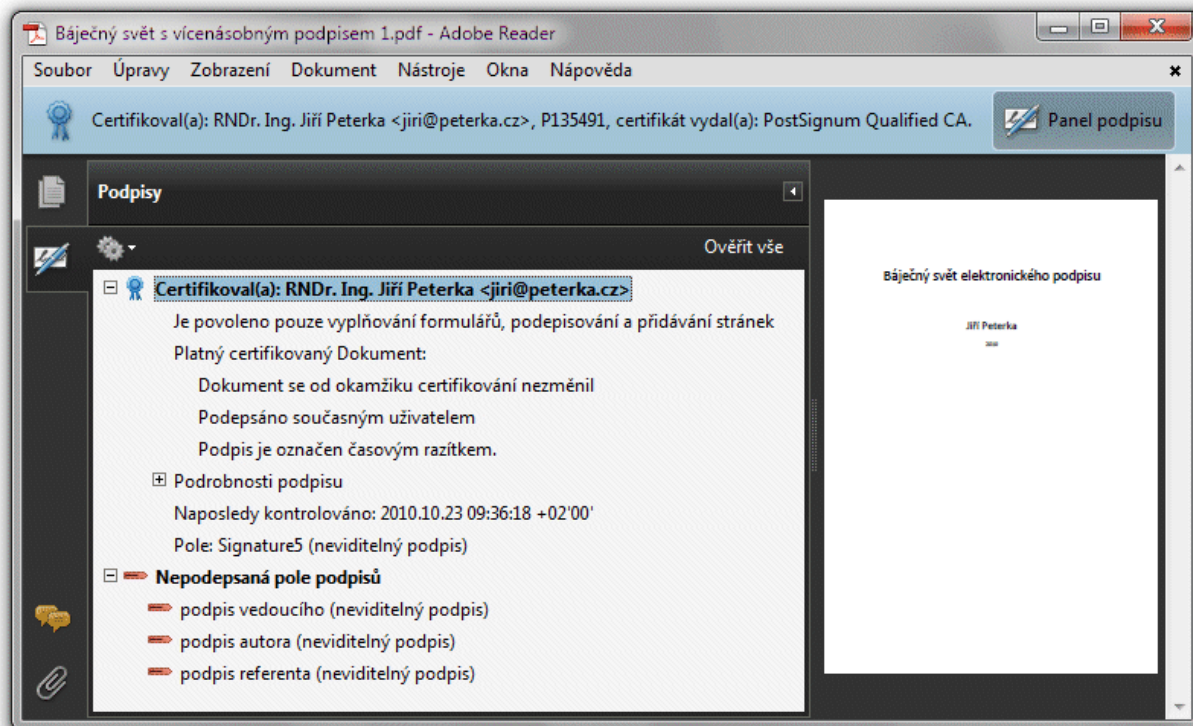 Báječný svět s vícenásobným podpisem 1.pdf - Adobe Reader
Soubor Úpravy Zobrazení Dokument Nástroje Okna Nápověda
Certifikoval(a): RNDr. Ing. Jiří Peterka <jiri@peterka.cz>, P135491, certifikát vydal(a): PostSignum Qualified CA.
Panel podpisu
Podpisy
Ověřit vše
Certifikoval(a): RNDr. Ing. Jiří Peterka <jiri@peterka.cz>
Je povoleno pouze vyplňování formulářů, podepisování a přidávání stránek
Platný certifikovaný Dokument:
Dokument se od okamžiku certifikování nezměnil
Podepsáno současným uživatelem
Podpis je označen časovým razítkem.
Podrobnosti podpisu
Naposledy kontrolováno: 2010.10.23 09:36:18 +02'00'
Pole: Signature5 (neviditelný podpis)
Nepodepsaná pole podpisů
podpis vedoucího (neviditelný podpis)
podpis autora (neviditelný podpis)
podpis referenta (neviditelný podpis)
Báječný svět elektronického podpisu
Jiří Peterka
2010